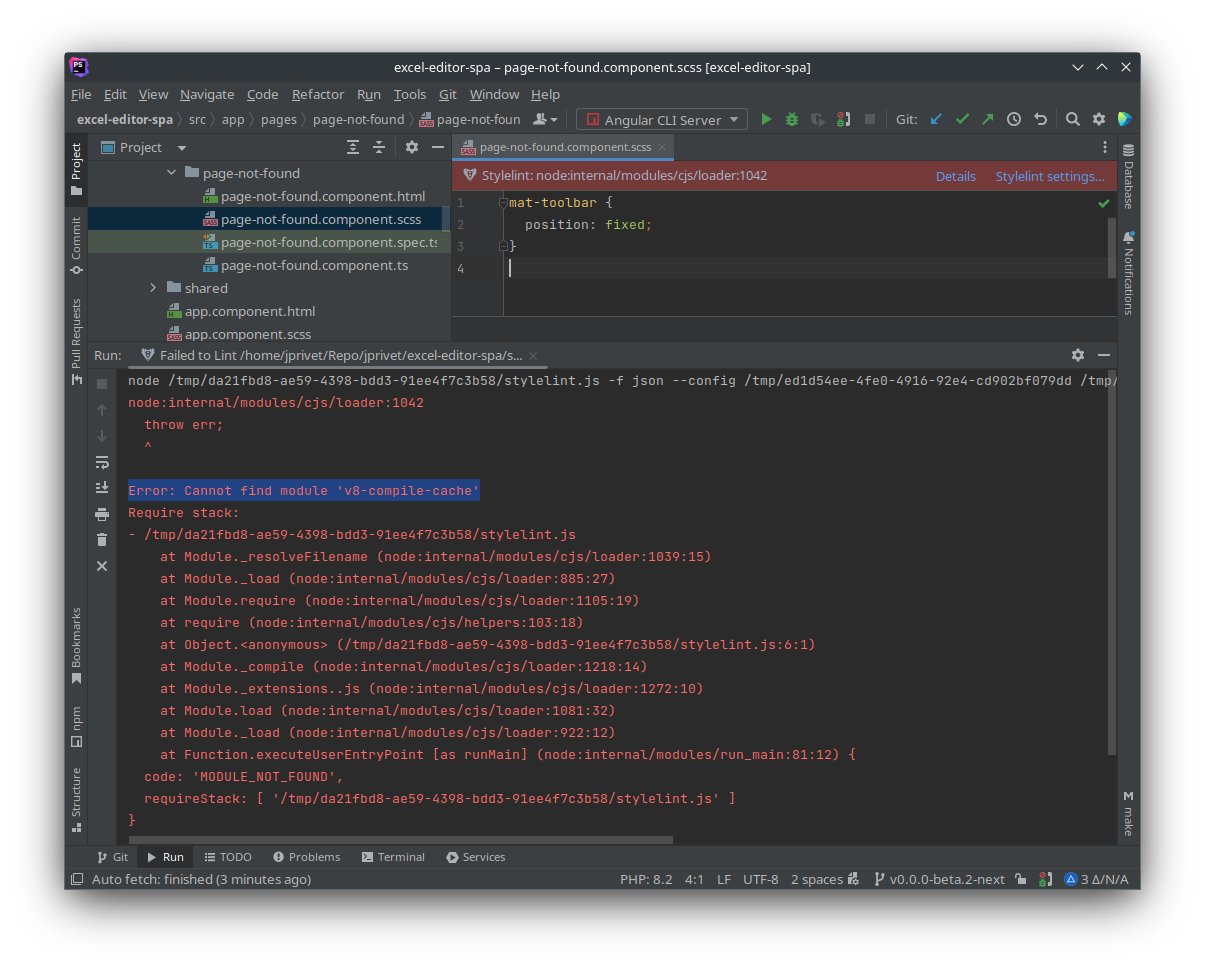 PS
excel-editor-spa – page-not-found.component.scss [excel-editor-spa]
File Edit View Navigate Code Refactor Run Tools Git Window Help
excel-editor-spa src app pages page-not-found page-not-foun Angular CLI Server Git:
Project
page-not-found.component.scss
page-not-found
page-not-found.component.html
page-not-found.component.scss
page-not-found.component.spec.ts
page-not-found.component.ts
shared
app.component.html
app.component.scss
Stylelint: node:internal/modules/cjs/loader:1042 Details Stylelint settings...
1 mat-toolbar {
2 position: fixed;
3 }
4
Project
Commit
Pull Requests
Bookmarks
npm
Structure
Database
Notifications
make
Run: Failed to Lint /home/jprivet/Repo/jprivet/excel-editor-spa/s...
node /tmp/da21fbd8-ae59-4398-bdd3-91ee4f7c3b58/stylelint.js -f json --config /tmp/ed1d54ee-4fe0-4916-92e4-cd902bf079dd /tmp/
node:internal/modules/cjs/loader:1042
throw err;
^
Error: Cannot find module 'v8-compile-cache'
Require stack:
- /tmp/da21fbd8-ae59-4398-bdd3-91ee4f7c3b58/stylelint.js
at Module._resolveFilename (node:internal/modules/cjs/loader:1039:15)
at Module._load (node:internal/modules/cjs/loader:885:27)
at Module.require (node:internal/modules/cjs/loader:1105:19)
at require (node:internal/modules/cjs/helpers:103:18)
at Object.<anonymous> (/tmp/da21fbd8-ae59-4398-bdd3-91ee4f7c3b58/stylelint.js:6:1)
at Module._compile (node:internal/modules/cjs/loader:1218:14)
at Module._extensions..js (node:internal/modules/cjs/loader:1272:10)
at Module.load (node:internal/modules/cjs/loader:1081:32)
at Module._load (node:internal/modules/cjs/loader:922:12)
at Function.executeUserEntryPoint [as runMain] (node:internal/modules/run_main:81:12) {
code: 'MODULE_NOT_FOUND',
requireStack: [ '/tmp/da21fbd8-ae59-4398-bdd3-91ee4f7c3b58/stylelint.js' ]
}
Git Run TODO Problems Terminal Services
Auto fetch: finished (3 minutes ago) PHP: 8.2 4:1 LF UTF-8 2 spaces v0.0.0-beta.2-next 3 Δ/N/A